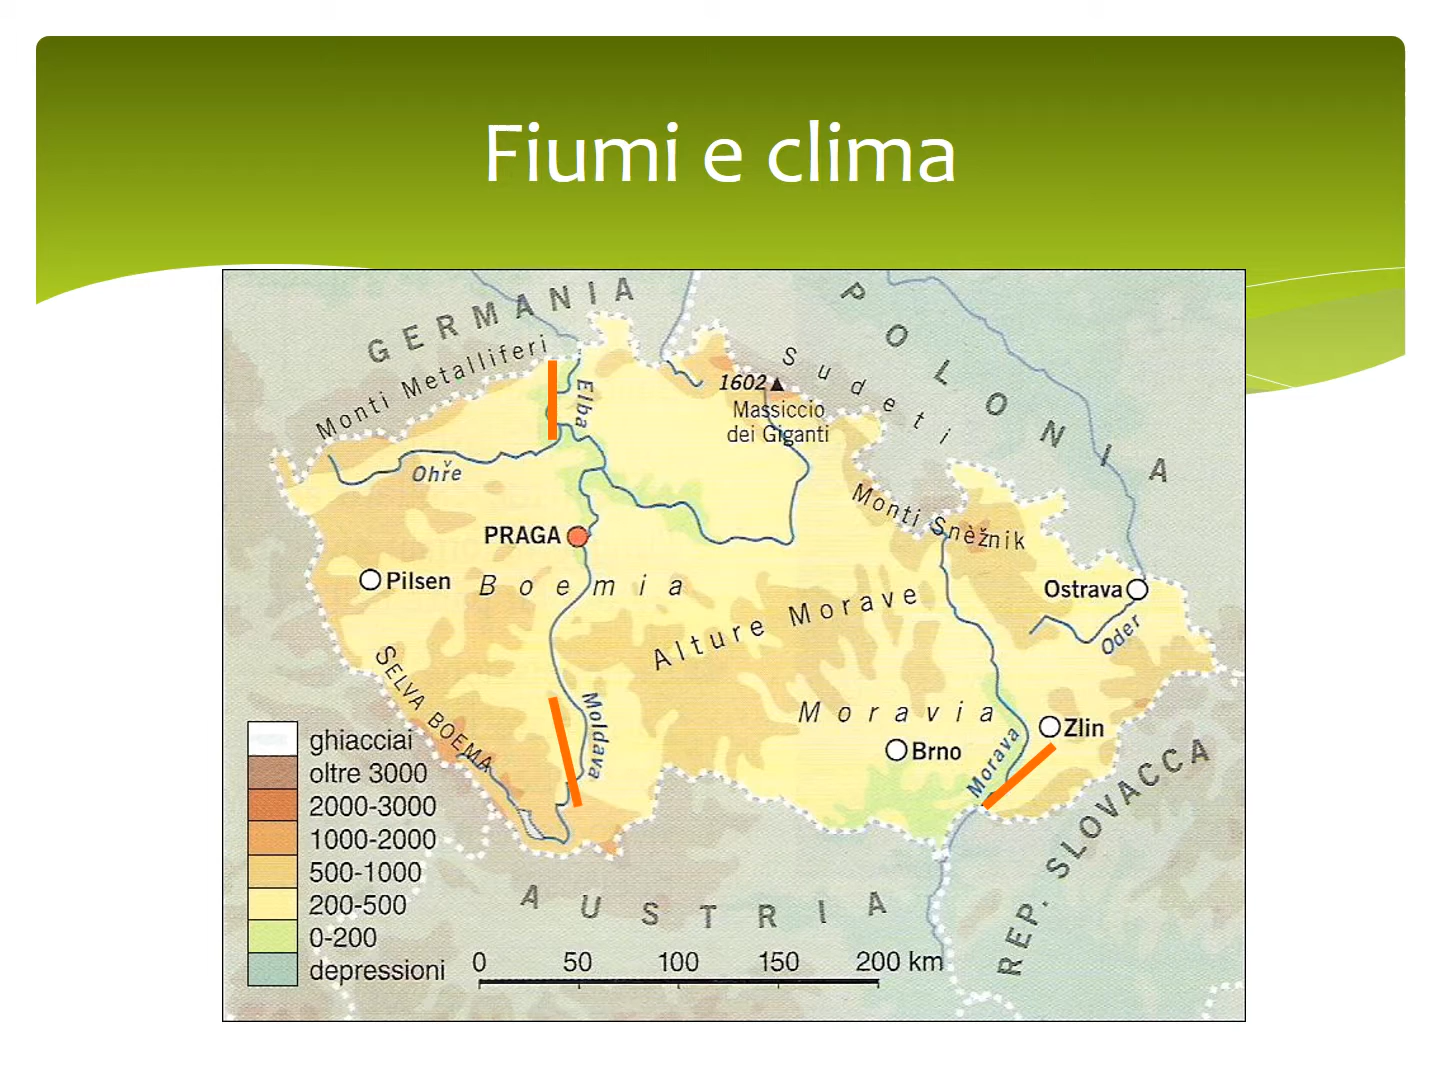 Fiumi e clima
GERMANIA
POLONIA
Monti Metalliferi
Sudeti
1602
Massiccio
dei Giganti
Elba
Ohře
Monti Snèžnik
PRAGA
Pilsen
Boemia
Ostrava
Oder
Alture Morave
SELVA BOEMA
Moldava
Moravia
Zlin
Brno
Morava
REP. SLOVACCA
AUSTRIA
ghiacciai
oltre 3000
2000-3000
1000-2000
500-1000
200-500
0-200
depressioni
0 50 100 150 200 km